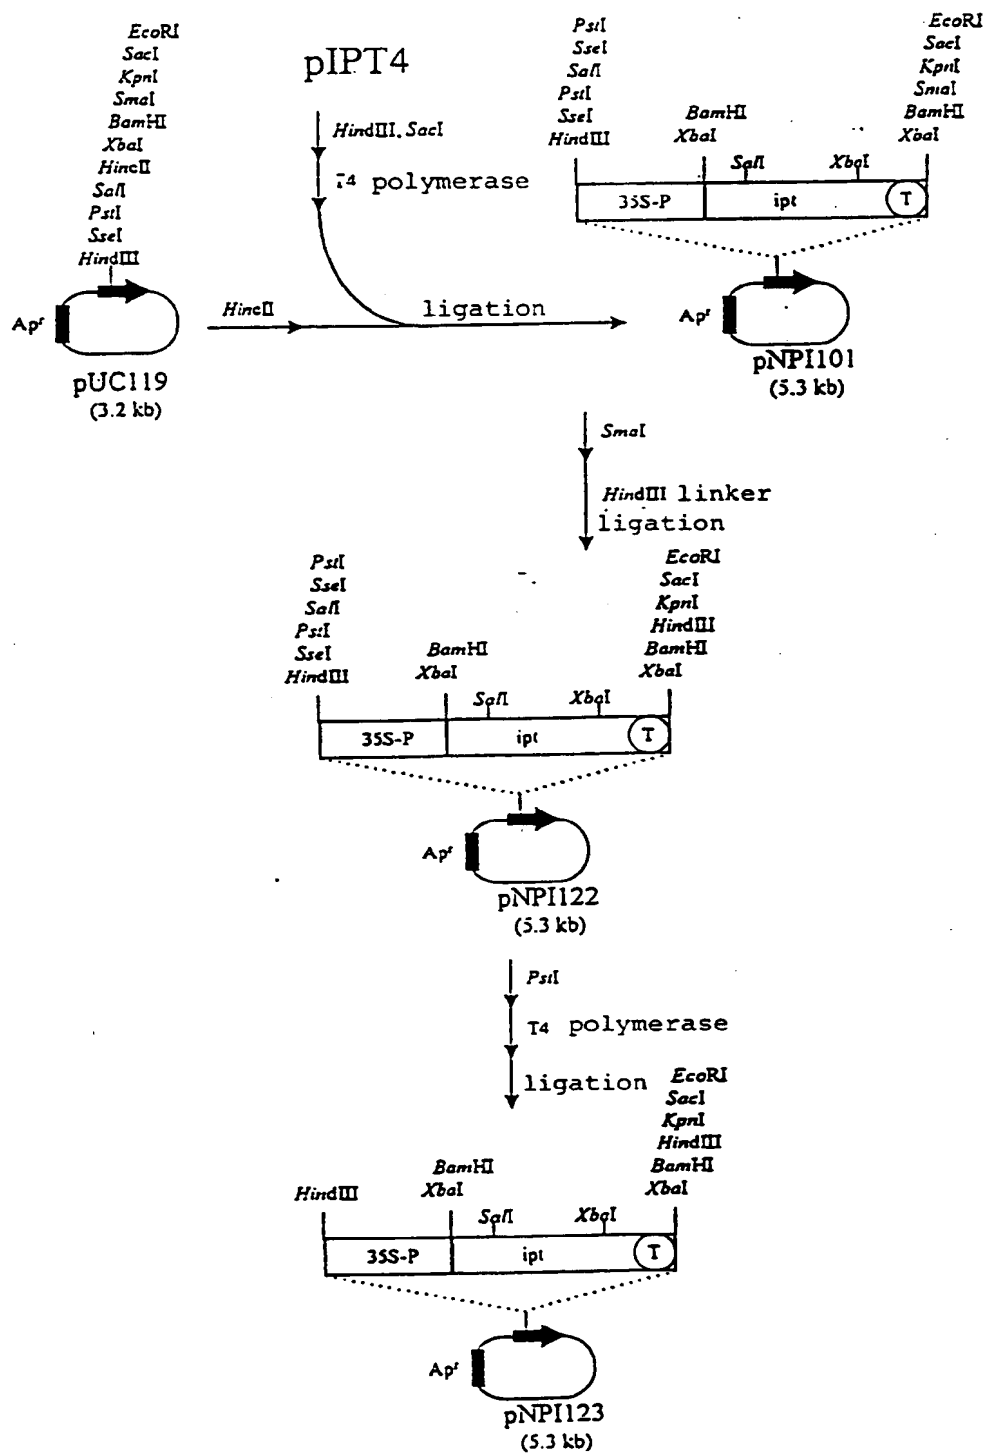 EcoRI
SacI
KpnI
SmaI
BamHI
XbaI
HincII
SalI
PstI
SseI
HindIII
Apʳ
pUC119
(3.2 kb)
pIPT4
HindIII, SacI
T4 polymerase
HincII
ligation
PstI
SseI
SalI
PstI
SseI
HindIII
BamHI
XbaI
SalI
XbaI
EcoRI
SacI
KpnI
SmaI
BamHI
XbaI
35S-P
ipt
T
Apʳ
pNPI101
(5.3 kb)
SmaI
HindIII linker
ligation
PstI
SseI
SalI
PstI
SseI
HindIII
BamHI
XbaI
SalI
XbaI
EcoRI
SacI
KpnI
HindIII
BamHI
XbaI
35S-P
ipt
T
Apʳ
pNPI122
(5.3 kb)
PstI
T4 polymerase
ligation
HindIII
BamHI
XbaI
SalI
XbaI
EcoRI
SacI
KpnI
HindIII
BamHI
XbaI
35S-P
ipt
T
Apʳ
pNPI123
(5.3 kb)